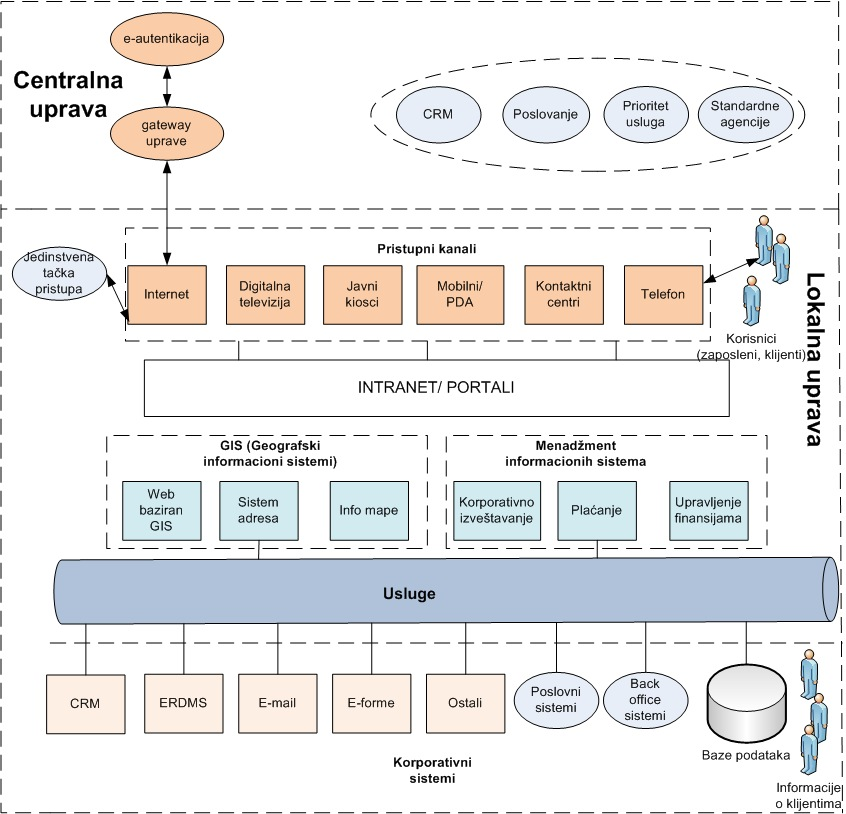 e-autentikacija
Centralna
uprava
gateway
uprave
CRM
Poslovanje
Prioritet
usluga
Standardne
agencije
Jedinstvena
tačka
pristupa
Pristupni kanali
Internet
Digitalna
televizija
Javni
kiosci
Mobilni/
PDA
Kontaktni
centri
Telefon
Korisnici
(zaposleni, klijenti)
Lokalna uprava
INTRANET/ PORTALI
GIS (Geografski
informacioni sistemi)
Web
baziran
GIS
Sistem
adresa
Info mape
Menadžment
informacionih sistema
Korporativno
izveštavanje
Plaćanje
Upravljenje
finansijama
Usluge
CRM
ERDMS
E-mail
E-forme
Ostali
Poslovni
sistemi
Back
office
sistemi
Baze podataka
Korporativni
sistemi
Informacije
o klijentima